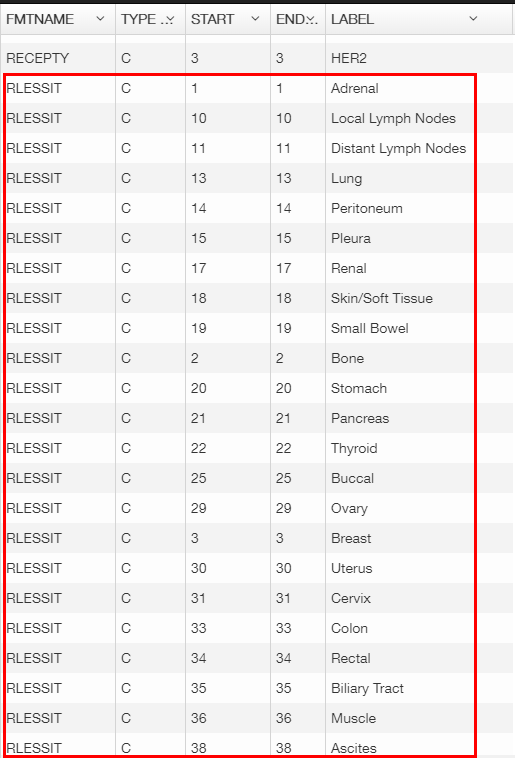 FMTNAME TYPE ... START END... LABEL
RECEPTY C 3 3 HER2
RLESSIT C 1 1 Adrenal
RLESSIT C 10 10 Local Lymph Nodes
RLESSIT C 11 11 Distant Lymph Nodes
RLESSIT C 13 13 Lung
RLESSIT C 14 14 Peritoneum
RLESSIT C 15 15 Pleura
RLESSIT C 17 17 Renal
RLESSIT C 18 18 Skin/Soft Tissue
RLESSIT C 19 19 Small Bowel
RLESSIT C 2 2 Bone
RLESSIT C 20 20 Stomach
RLESSIT C 21 21 Pancreas
RLESSIT C 22 22 Thyroid
RLESSIT C 25 25 Buccal
RLESSIT C 29 29 Ovary
RLESSIT C 3 3 Breast
RLESSIT C 30 30 Uterus
RLESSIT C 31 31 Cervix
RLESSIT C 33 33 Colon
RLESSIT C 34 34 Rectal
RLESSIT C 35 35 Biliary Tract
RLESSIT C 36 36 Muscle
RLESSIT C 38 38 Ascites